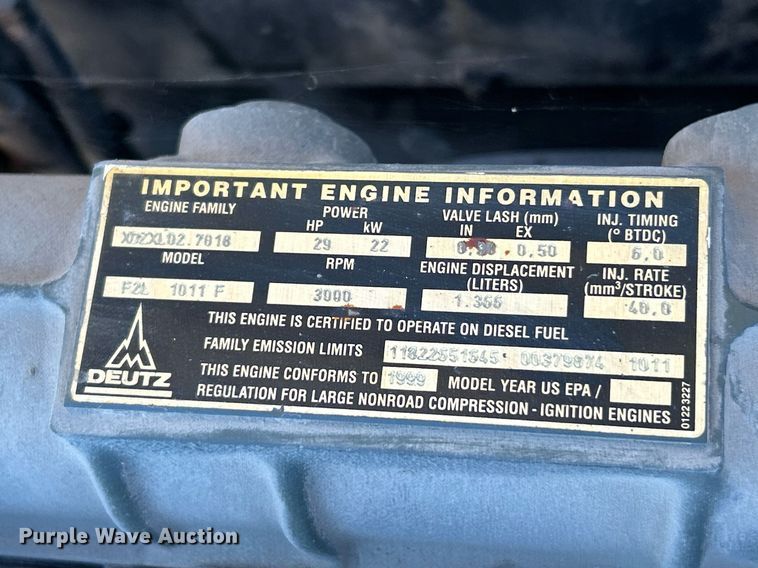 IMPORTANT ENGINE INFORMATION
ENGINE FAMILY POWER VALVE LASH (mm) INJ. TIMING
HP kW IN EX (° BTDC)
XDZXL02.7018 29 22 0.50 6.0
MODEL RPM ENGINE DISPLACEMENT INJ. RATE
(LITERS) (mm³/STROKE)
F2L 1011 F 3000 1.366 40.0
THIS ENGINE IS CERTIFIED TO OPERATE ON DIESEL FUEL
FAMILY EMISSION LIMITS 1011
DEUTZ THIS ENGINE CONFORMS TO 1999 MODEL YEAR US EPA /
REGULATION FOR LARGE NONROAD COMPRESSION - IGNITION ENGINES
01223227
Purple Wave Auction